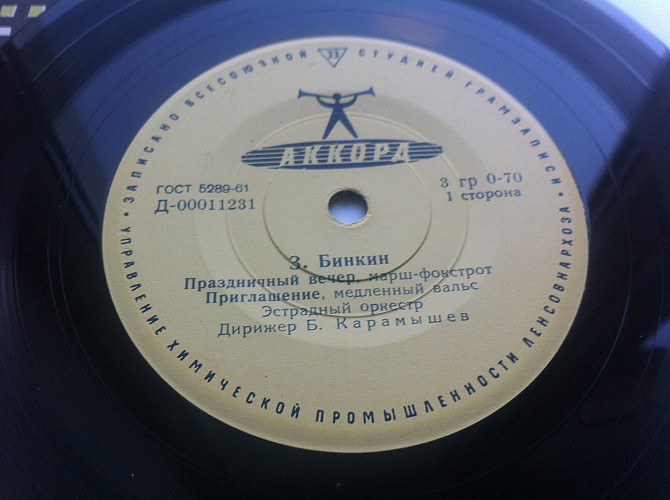 • ЗАПИСАНО ВСЕСОЮЗНОЙ 33 СТУДИЕЙ ГРАМЗАПИСИ •
АККОРД
ГОСТ 5289-61
Д-00011231
3 гр 0-70
1 сторона
З. Бинкин
Праздничный вечер, марш-фокстрот
Приглашение, медленный вальс
Эстрадный оркестр
Дирижер Б. Карамышев
УПРАВЛЕНИЕ ХИМИЧЕСКОЙ ПРОМЫШЛЕННОСТИ ЛЕНСОВНАРХОЗА